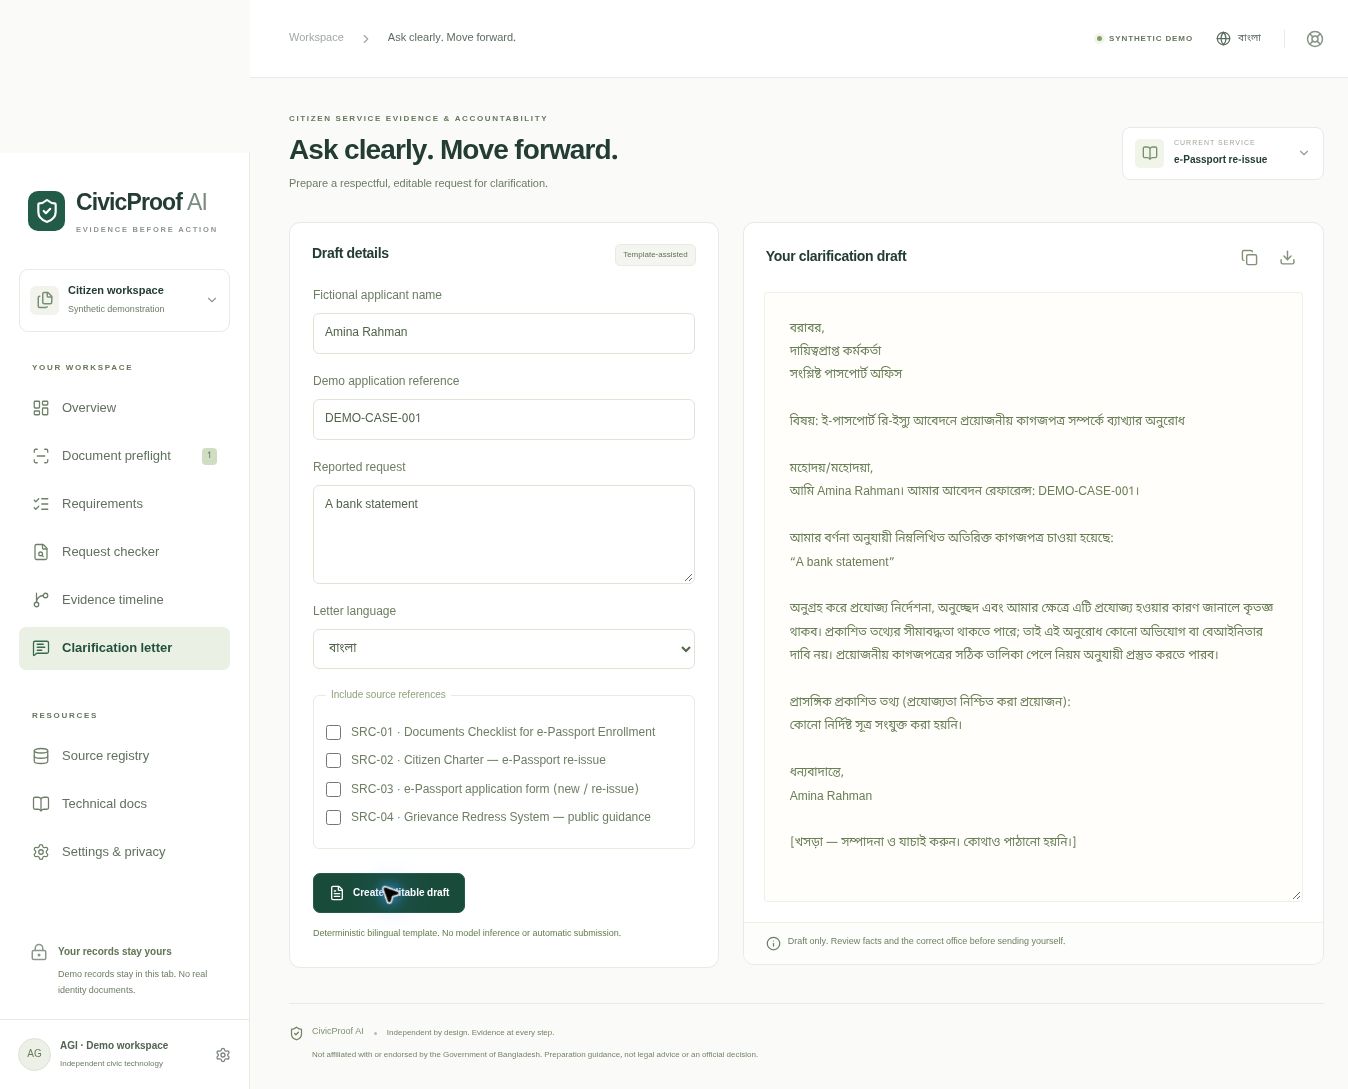 Workspace
Ask clearly. Move forward.
SYNTHETIC DEMO
বাংলা
CivicProof AI
EVIDENCE BEFORE ACTION
Citizen workspace
Synthetic demonstration
YOUR WORKSPACE
Overview
Document preflight
1
Requirements
Request checker
Evidence timeline
Clarification letter
RESOURCES
Source registry
Technical docs
Settings & privacy
Your records stay yours
Demo records stay in this tab. No real
identity documents.
AG
AGI · Demo workspace
Independent civic technology
CITIZEN SERVICE EVIDENCE & ACCOUNTABILITY
Ask clearly. Move forward.
Prepare a respectful, editable request for clarification.
CURRENT SERVICE
e-Passport re-issue
Draft details
Template-assisted
Fictional applicant name
Amina Rahman
Demo application reference
DEMO-CASE-001
Reported request
A bank statement
Letter language
বাংলা
Include source references
SRC-01 · Documents Checklist for e-Passport Enrollment
SRC-02 · Citizen Charter — e-Passport re-issue
SRC-03 · e-Passport application form (new / re-issue)
SRC-04 · Grievance Redress System — public guidance
Create editable draft
Deterministic bilingual template. No model inference or automatic submission.
Your clarification draft
বরাবর,
দায়িত্বপ্রাপ্ত কর্মকর্তা
সংশ্লিষ্ট পাসপোর্ট অফিস
বিষয়: ই-পাসপোর্ট রি-ইস্যু আবেদনে প্রয়োজনীয় কাগজপত্র সম্পর্কে ব্যাখ্যার অনুরোধ
মহোদয়/মহোদয়া,
আমি Amina Rahman। আমার আবেদন রেফারেন্স: DEMO-CASE-001।
আমার বর্ণনা অনুযায়ী নিম্নলিখিত অতিরিক্ত কাগজপত্র চাওয়া হয়েছে:
“A bank statement”
অনুগ্রহ করে প্রযোজ্য নির্দেশনা, অনুচ্ছেদ এবং আমার ক্ষেত্রে এটি প্রযোজ্য হওয়ার কারণ জানালে কৃতজ্ঞ
থাকব। প্রকাশিত তথ্যের সীমাবদ্ধতা থাকতে পারে; তাই এই অনুরোধ কোনো অভিযোগ বা বেআইনিতার
দাবি নয়। প্রয়োজনীয় কাগজপত্রের সঠিক তালিকা পেলে নিয়ম অনুযায়ী প্রস্তুত করতে পারব।
প্রাসঙ্গিক প্রকাশিত তথ্য (প্রযোজ্যতা নিশ্চিত করা প্রয়োজন):
কোনো নির্দিষ্ট সূত্র সংযুক্ত করা হয়নি।
ধন্যবাদান্তে,
Amina Rahman
[খসড়া — সম্পাদনা ও যাচাই করুন। কোথাও পাঠানো হয়নি।]
Draft only. Review facts and the correct office before sending yourself.
CivicProof AI • Independent by design. Evidence at every step.
Not affiliated with or endorsed by the Government of Bangladesh. Preparation guidance, not legal advice or an official decision.